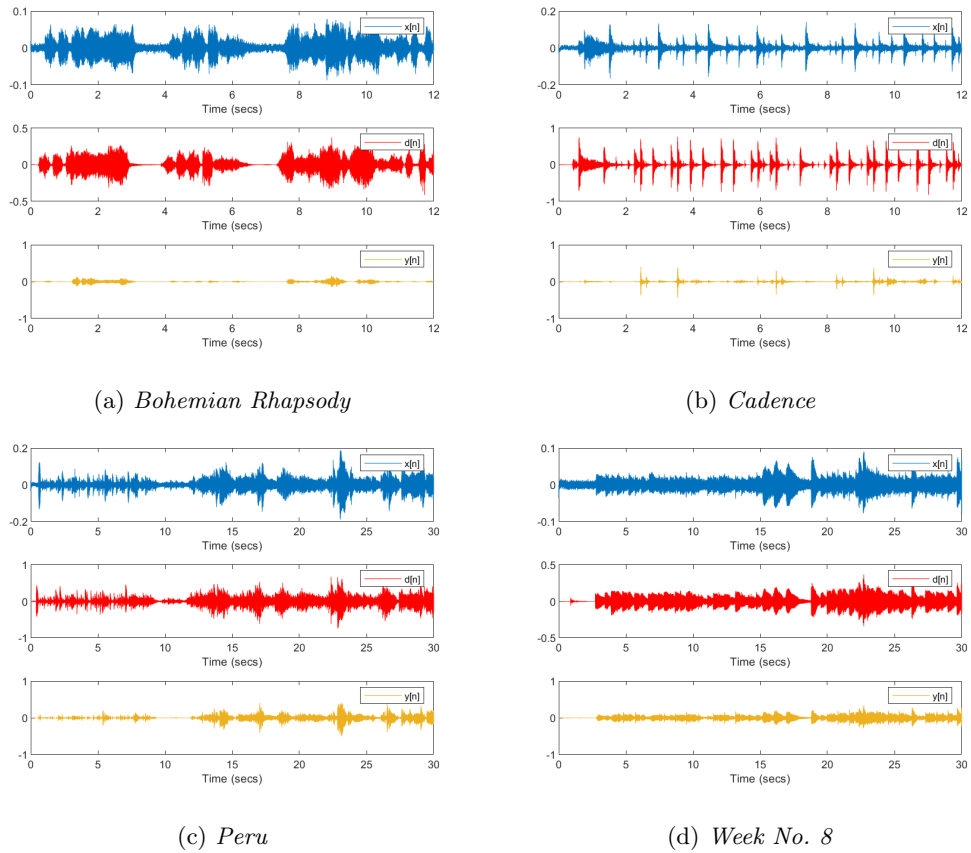 0.1
x[n]
0
-0.1
0 2 4 6 8 10 12
Time (secs)
0.5
d[n]
0
-0.5
0 2 4 6 8 10 12
Time (secs)
1
y[n]
0
-1
0 2 4 6 8 10 12
Time (secs)
(a) Bohemian Rhapsody
0.2
x[n]
0
-0.2
0 2 4 6 8 10 12
Time (secs)
1
d[n]
0
-1
0 2 4 6 8 10 12
Time (secs)
1
y[n]
0
-1
0 2 4 6 8 10 12
Time (secs)
(b) Cadence
0.2
x[n]
0
-0.2
0 5 10 15 20 25 30
Time (secs)
1
d[n]
0
-1
0 5 10 15 20 25 30
Time (secs)
1
y[n]
0
-1
0 5 10 15 20 25 30
Time (secs)
(c) Peru
0.1
x[n]
0
-0.1
0 5 10 15 20 25 30
Time (secs)
0.5
d[n]
0
-0.5
0 5 10 15 20 25 30
Time (secs)
1
y[n]
0
-1
0 5 10 15 20 25 30
Time (secs)
(d) Week No. 8